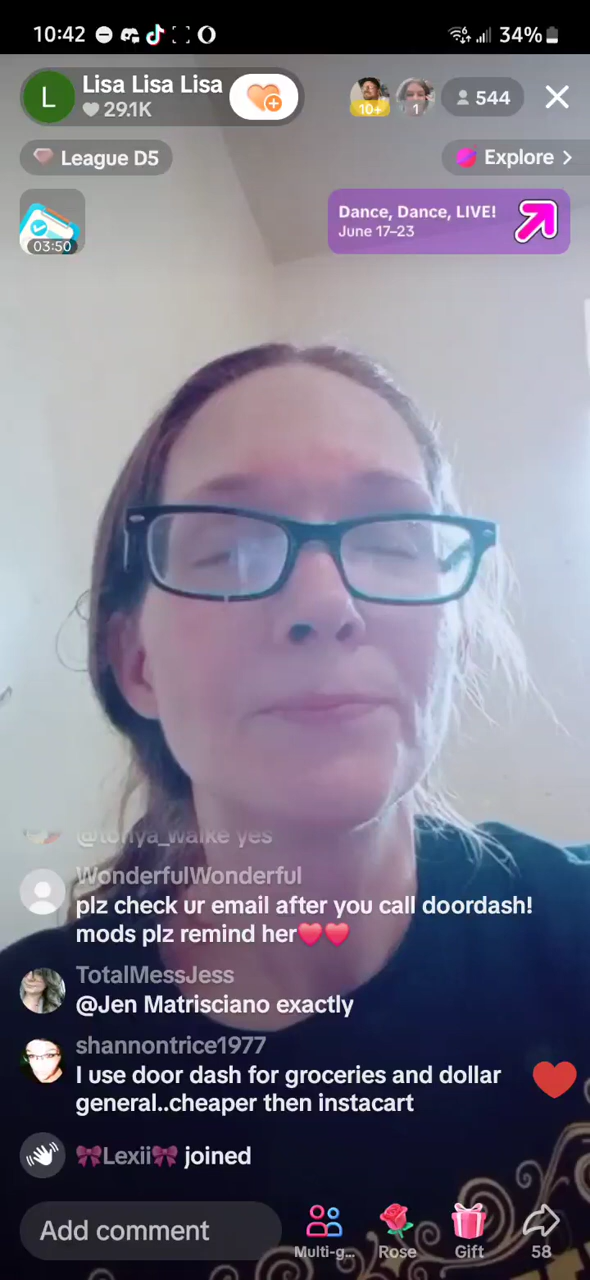 10:42
34%
L
Lisa Lisa Lisa
29.1K
10+
1
544
League D5
Explore >
03:50
Dance, Dance, LIVE!
June 17–23
@tonya_walke yes
WonderfulWonderful
plz check ur email after you call doordash!
mods plz remind her❤️❤️
TotalMessJess
@Jen Matrisciano exactly
shannontrice1977
I use door dash for groceries and dollar
general..cheaper then instacart
🎀Lexii🎀 joined
Add comment
Multi-g...
Rose
Gift
58